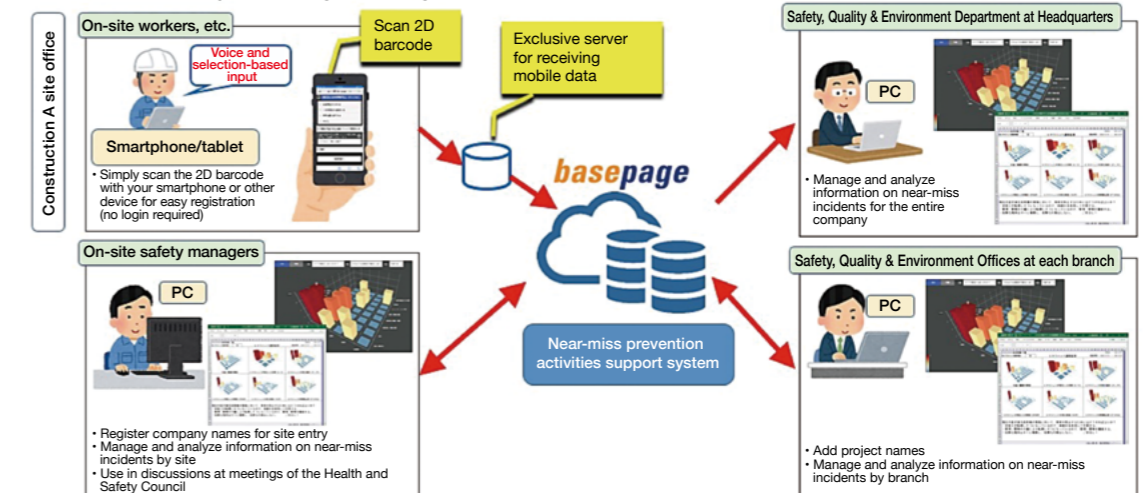 Construction A site office
On-site workers, etc.
Voice and
selection-based
input
Smartphone/tablet
• Simply scan the 2D barcode
with your smartphone or other
device for easy registration
(no login required)
Scan 2D
barcode
Exclusive server
for receiving
mobile data
basepage
Near-miss prevention
activities support system
On-site safety managers
PC
• Register company names for site entry
• Manage and analyze information on near-miss
incidents by site
• Use in discussions at meetings of the Health and
Safety Council
Safety, Quality & Environment Department at Headquarters
PC
• Manage and analyze
information on near-miss
incidents for the entire
company
Safety, Quality & Environment Offices at each branch
PC
• Add project names
• Manage and analyze information on near-miss
incidents by branch